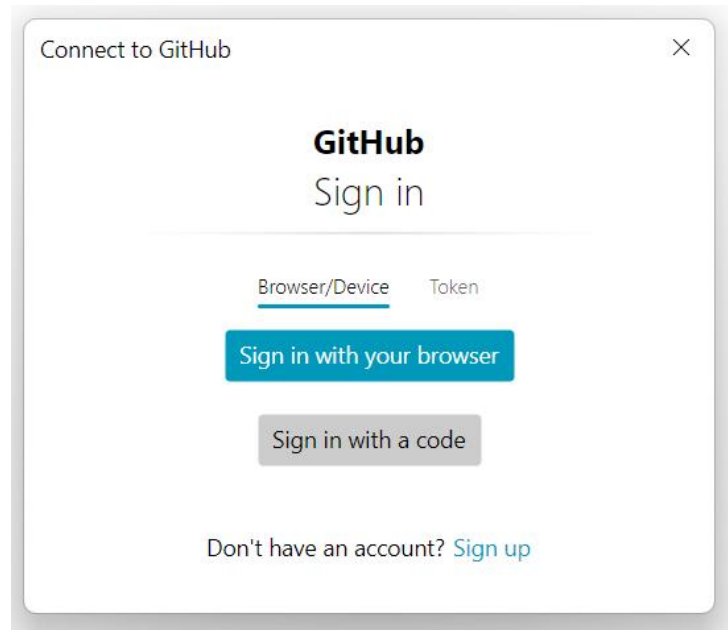 Connect to GitHub
GitHub
Sign in
Browser/Device Token
Sign in with your browser
Sign in with a code
Don't have an account? Sign up